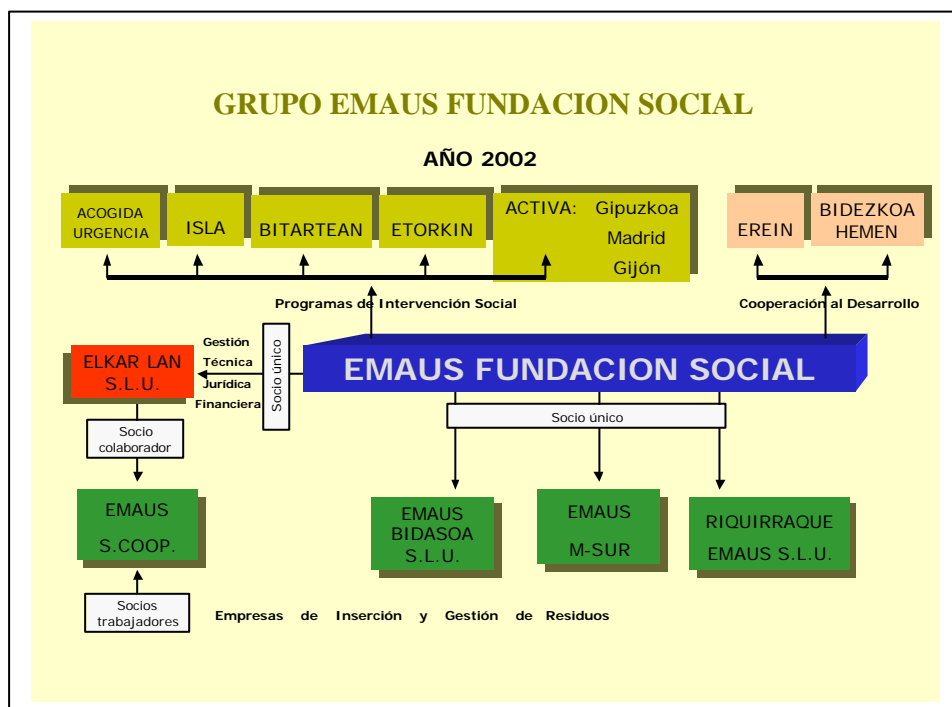 GRUPO EMAUS FUNDACION SOCIAL
AÑO 2002
ACOGIDA
URGENCIA
ISLA
BITARTEAN
ETORKIN
ACTIVA: Gipuzkoa
Madrid
Gijón
EREIN
BIDEZKOA
HEMEN
Programas de Intervención Social
Cooperación al Desarrollo
ELKAR LAN
S.L.U.
Gestión
Técnica
Jurídica
Financiera
Socio único
EMAUS FUNDACION SOCIAL
Socio único
Socio
colaborador
EMAUS
S.COOP.
EMAUS
BIDASOA
S.L.U.
EMAUS
M-SUR
RIQUIRRAQUE
EMAUS S.L.U.
Socios
trabajadores
Empresas de Inserción y Gestión de Residuos